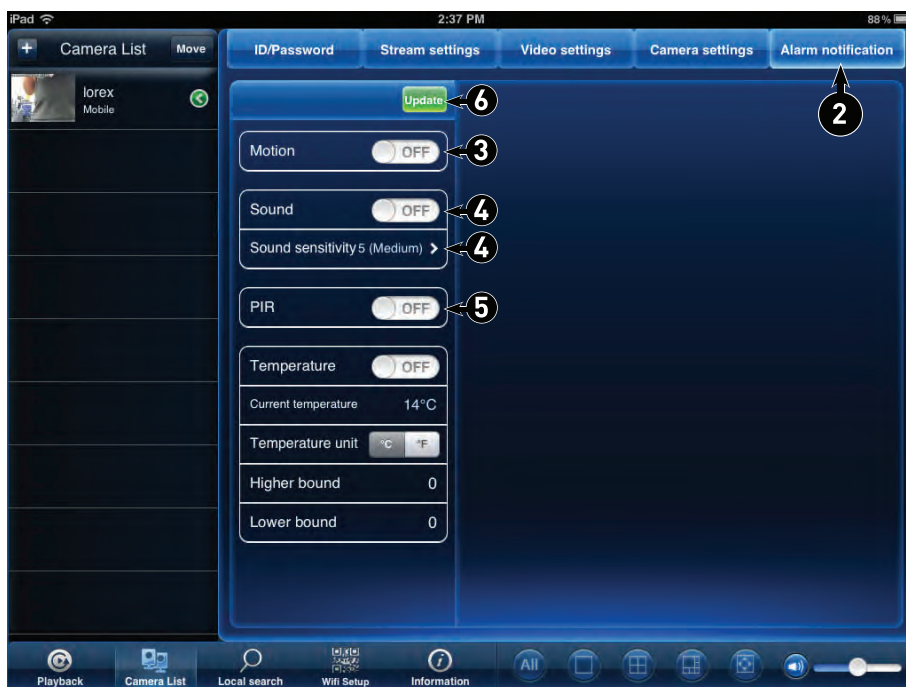 iPad 2:37 PM 88%
+ Camera List Move
ID/Password Stream settings Video settings Camera settings Alarm notification
lorex
Mobile
Update 6
2
Motion OFF 3
Sound OFF 4
Sound sensitivity 5 (Medium) > 4
PIR OFF 5
Temperature OFF
Current temperature 14°C
Temperature unit °C °F
Higher bound 0
Lower bound 0
Playback Camera List Local search Wifi Setup Information All